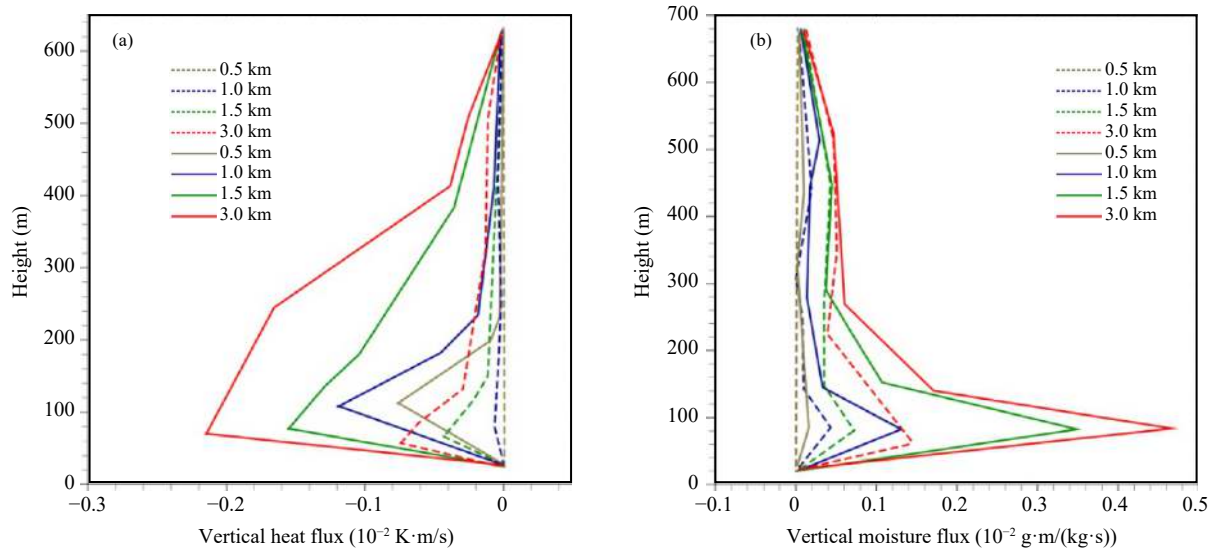 (a)
0.5 km
1.0 km
1.5 km
3.0 km
0.5 km
1.0 km
1.5 km
3.0 km
600
500
400
300
200
100
0
Height (m)
−0.3
−0.2
−0.1
0
Vertical heat flux (10⁻² K·m/s)
(b)
0.5 km
1.0 km
1.5 km
3.0 km
0.5 km
1.0 km
1.5 km
3.0 km
700
600
500
400
300
200
100
0
Height (m)
−0.1
0
0.1
0.2
0.3
0.4
0.5
Vertical moisture flux (10⁻² g·m/(kg·s))